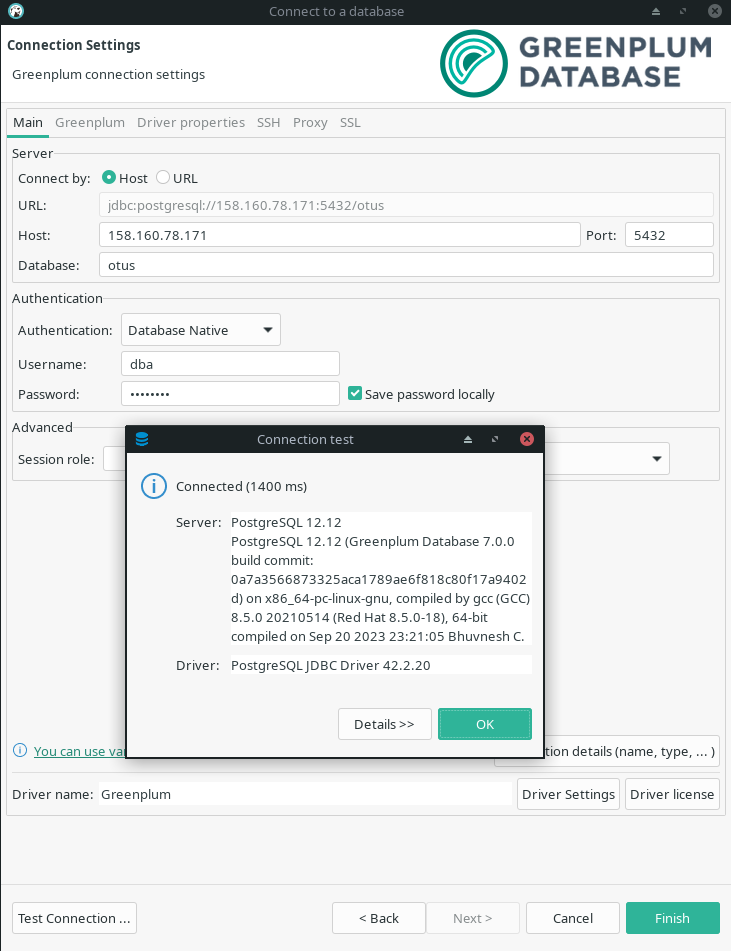 Connect to a database
Connection Settings
Greenplum connection settings
GREENPLUM
DATABASE
Main Greenplum Driver properties SSH Proxy SSL
Server
Connect by: Host URL
URL: jdbc:postgresql://158.160.78.171:5432/otus
Host: 158.160.78.171 Port: 5432
Database: otus
Authentication
Authentication: Database Native
Username: dba
Password: ••••••••
Save password locally
Advanced
Session role:
Connection test
Connected (1400 ms)
Server: PostgreSQL 12.12
PostgreSQL 12.12 (Greenplum Database 7.0.0
build commit:
0a7a3566873325aca1789ae6f818c80f17a9402
d) on x86_64-pc-linux-gnu, compiled by gcc (GCC)
8.5.0 20210514 (Red Hat 8.5.0-18), 64-bit
compiled on Sep 20 2023 23:21:05 Bhuvnesh C.
Driver: PostgreSQL JDBC Driver 42.2.20
Details >> OK
You can use var
tion details (name, type, ... )
Driver name: Greenplum Driver Settings Driver license
Test Connection ... < Back Next > Cancel Finish